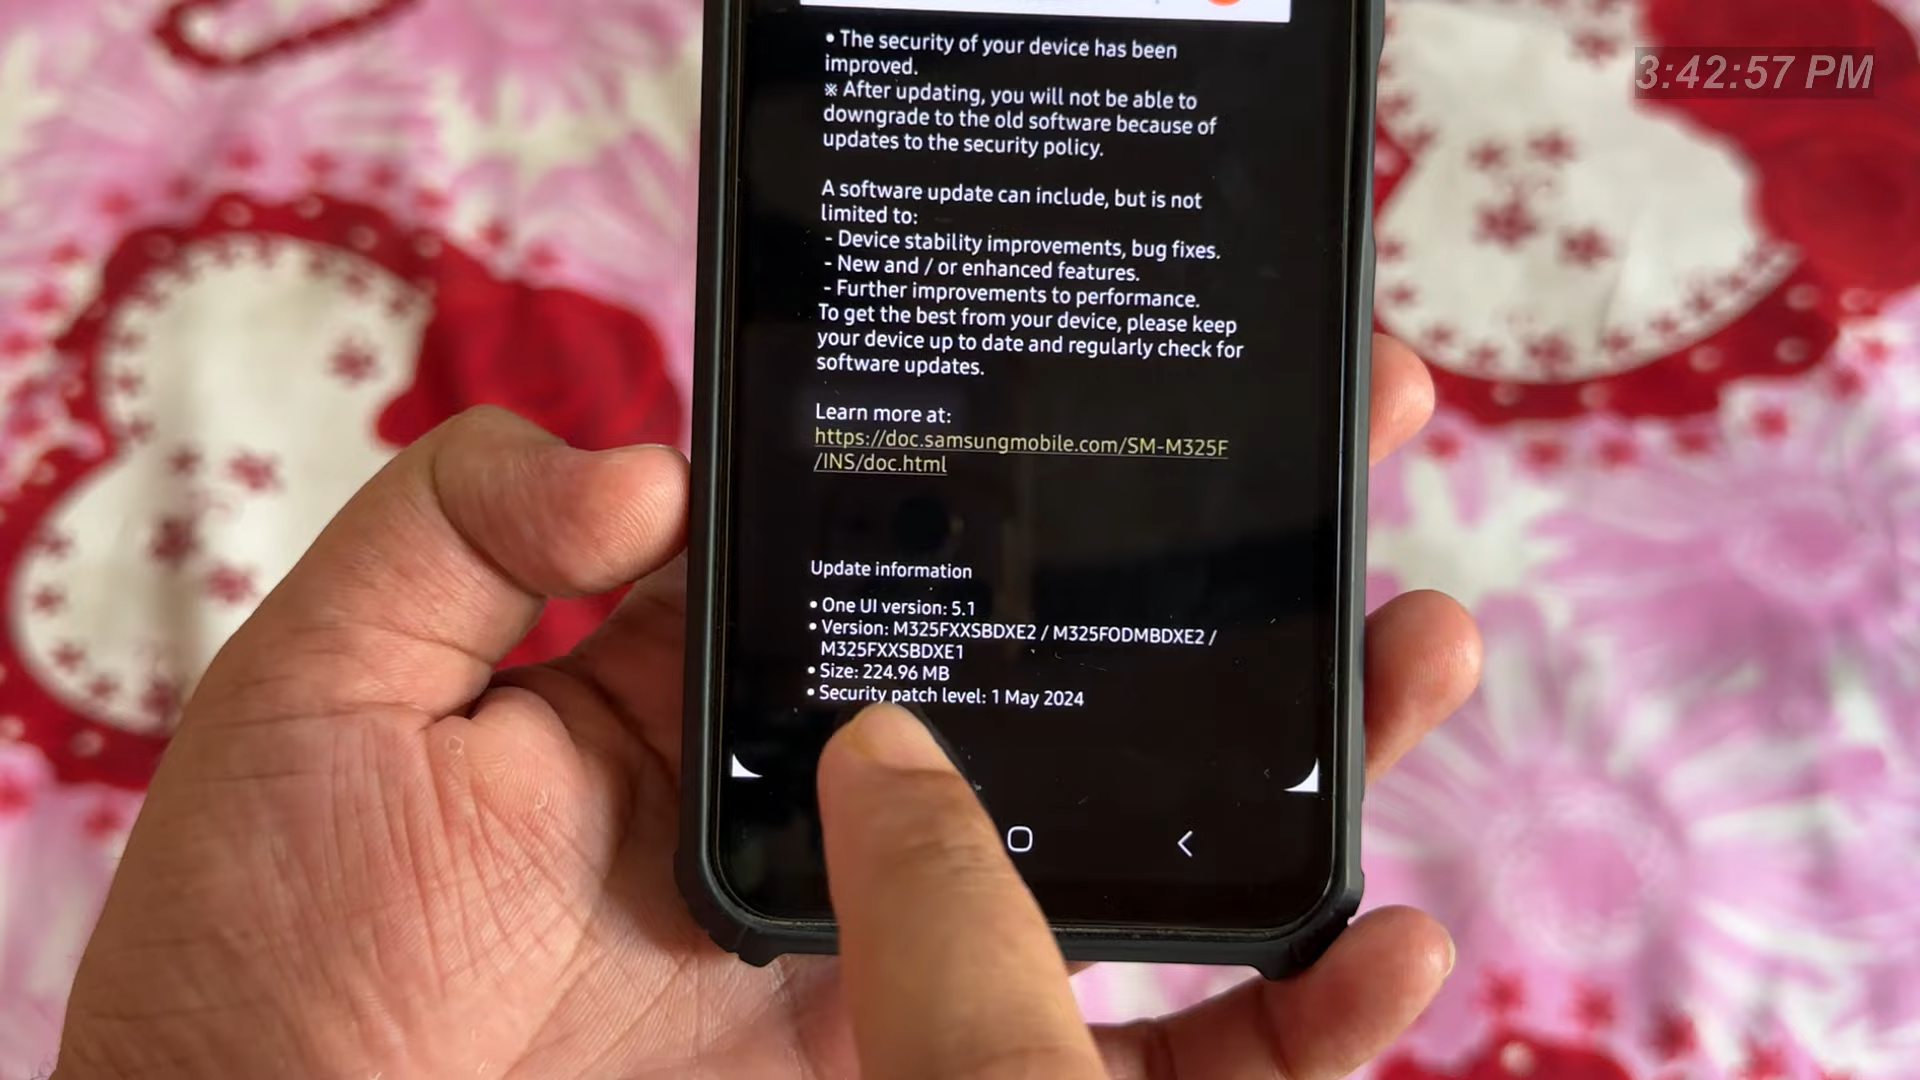 3:42:57 PM
• The security of your device has been
improved.
※ After updating, you will not be able to
downgrade to the old software because of
updates to the security policy.
A software update can include, but is not
limited to:
- Device stability improvements, bug fixes.
- New and / or enhanced features.
- Further improvements to performance.
To get the best from your device, please keep
your device up to date and regularly check for
software updates.
Learn more at:
https://doc.samsungmobile.com/SM-M325F
/INS/doc.html
Update information
• One UI version: 5.1
• Version: M325FXXSBDXE2 / M325FODMBDXE2 /
M325FXXSBDXE1
• Size: 224.96 MB
• Security patch level: 1 May 2024